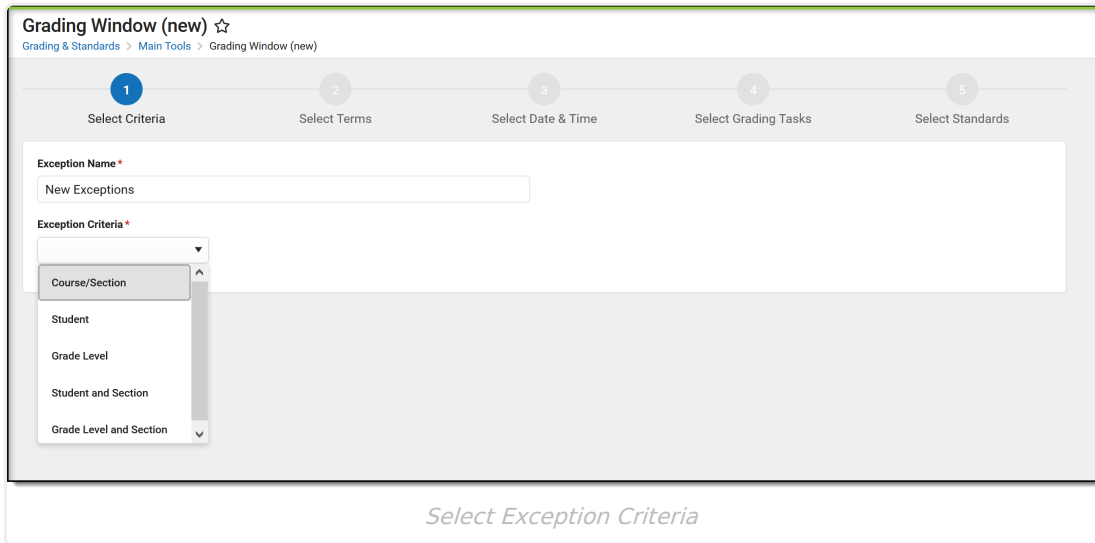 Grading Window (new)
Grading & Standards > Main Tools > Grading Window (new)
1 2 3 4 5
Select Criteria Select Terms Select Date & Time Select Grading Tasks Select Standards
Exception Name *
New Exceptions
Exception Criteria *
Course/Section
Student
Grade Level
Student and Section
Grade Level and Section
Select Exception Criteria